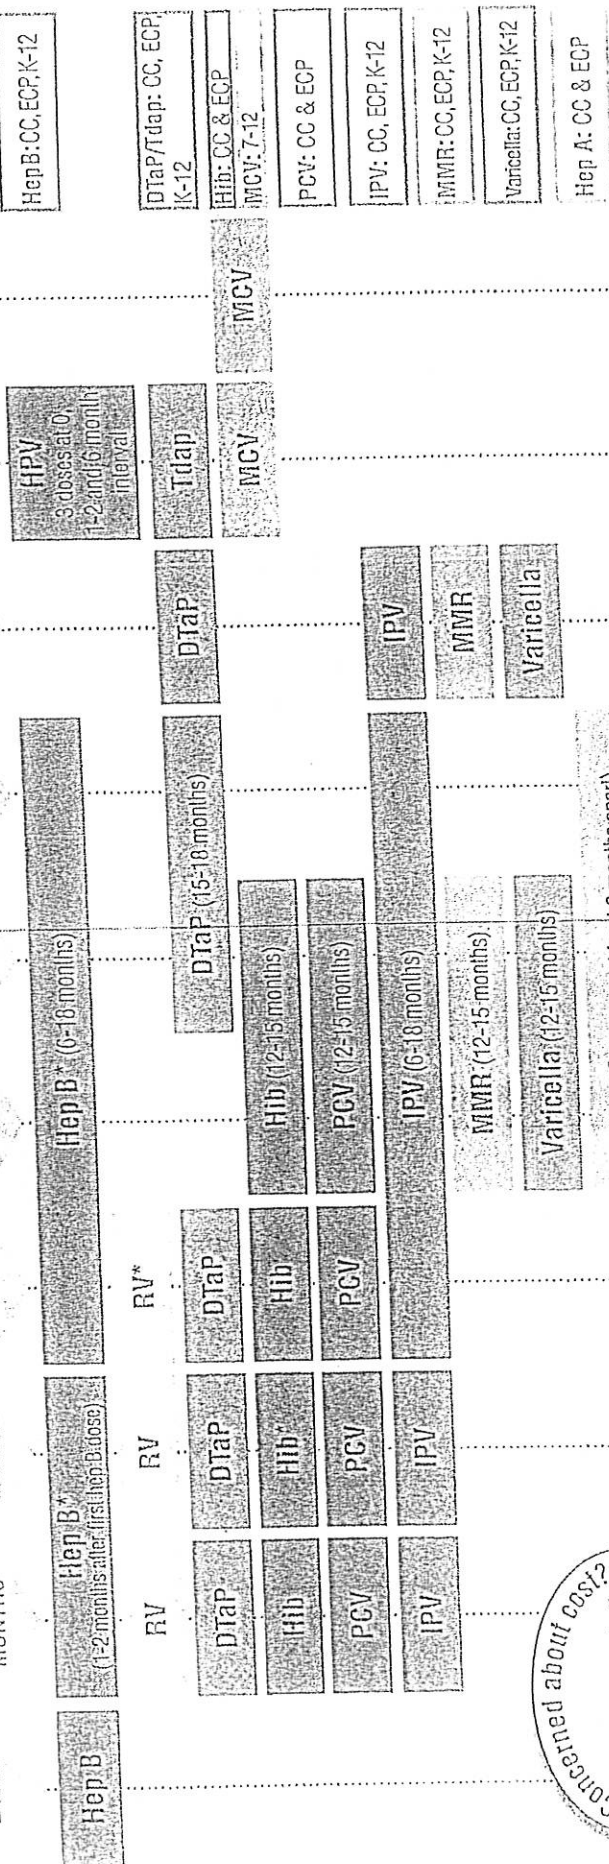 MONTHS
Hep B
Hep B*
(1-2 months after first hep B dose)
Hep B* (6-18 months)
HPV
3 doses at 0,
1-2 and 6 month
interval
Hep B: CC, ECP, K-12
RV
RV
RV*
DTaP
DTaP
DTaP
DTaP (15-18 months)
DTaP
Tdap
DTaP/Tdap: CC, ECP,
K-12
Hib
Hib*
Hib
Hib (12-15 months)
MCV
MCV
Hib: CC & ECP
MCV: 7-12
PCV
PCV
PCV
PCV (12-15 months)
PCV: CC & ECP
IPV
IPV
IPV (6-18 months)
IPV
IPV: CC, ECP, K-12
MMR (12-15 months)
MMR
MMR: CC, ECP, K-12
Varicella (12-15 months)
Varicella
Varicella: CC, ECP, K-12
Hep A: CC & ECP
Concerned about cost?